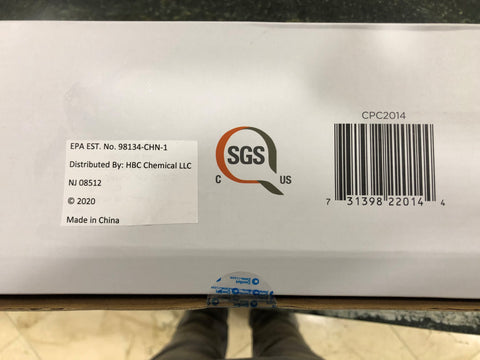 EPA EST. No. 98134-CHN-1
Distributed By: HBC Chemical LLC
NJ 08512
© 2020
Made in China
SGS
C US
CPC2014
7 31398 22014 4